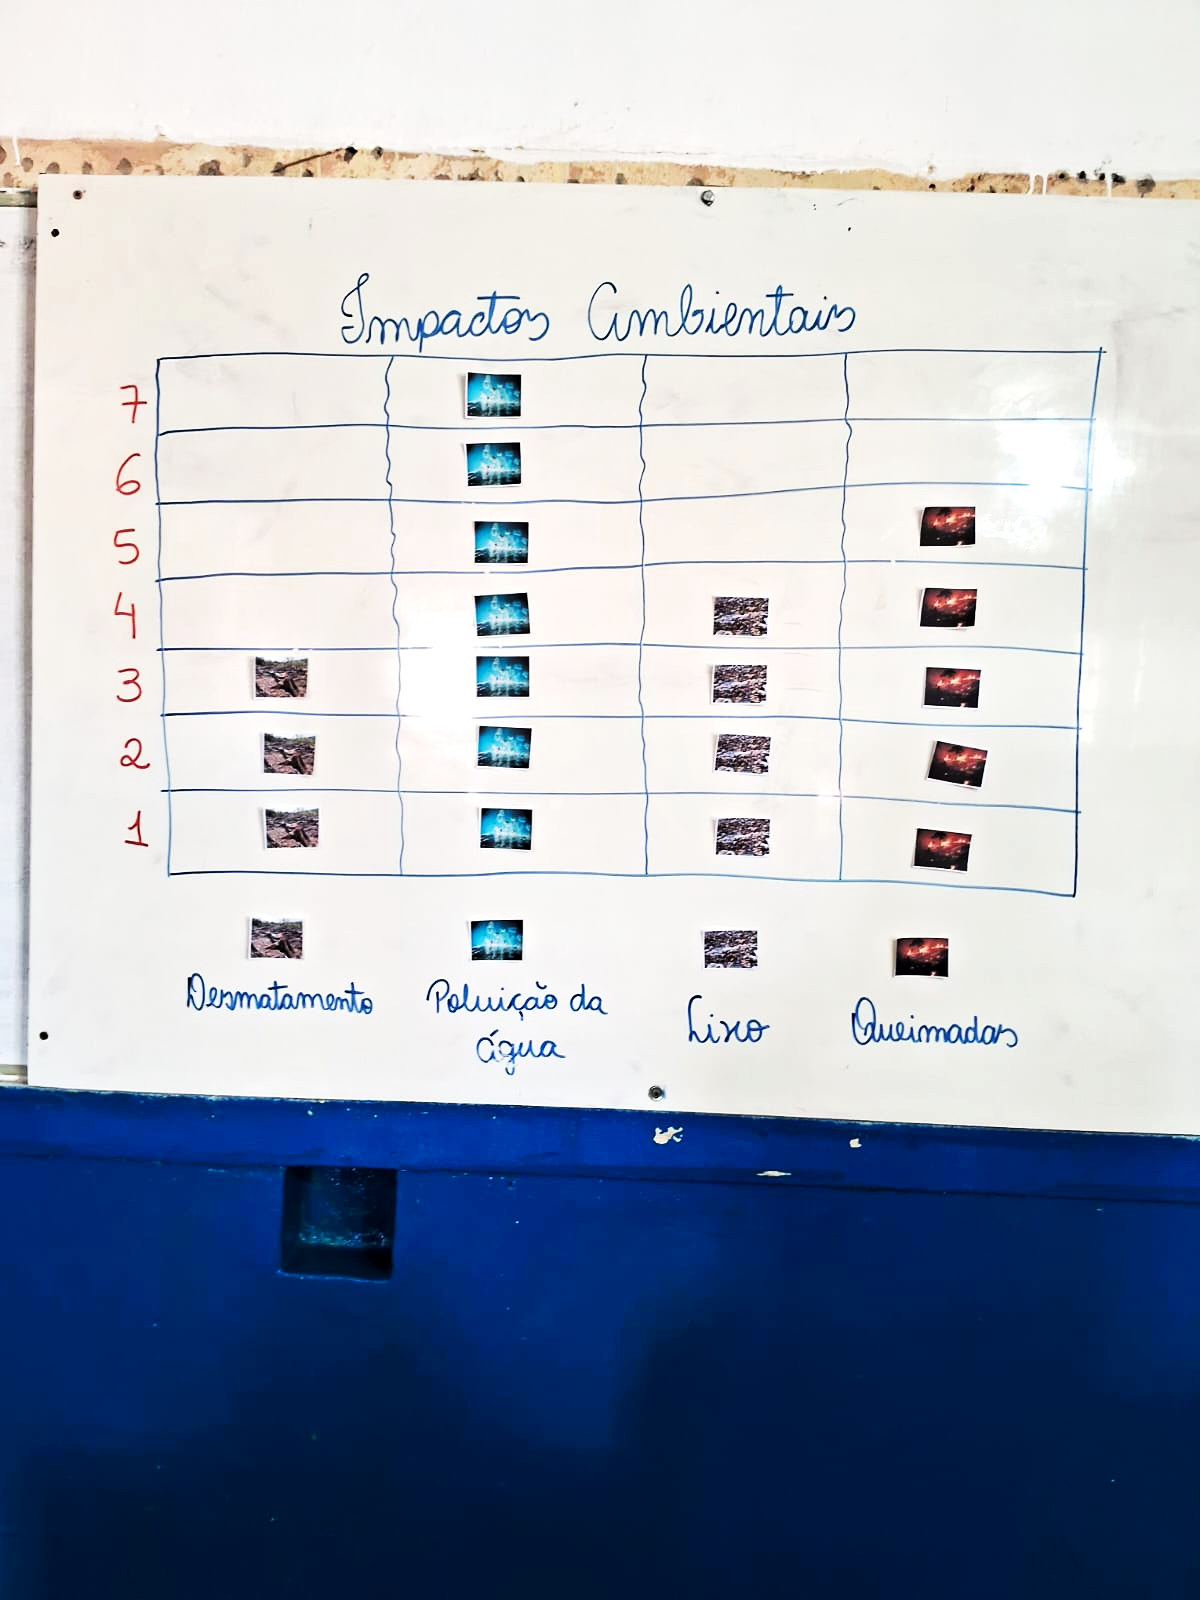 Impactos Ambientais
7
6
5
4
3
2
1
Desmatamento
Poluição da
água
Lixo
Queimadas